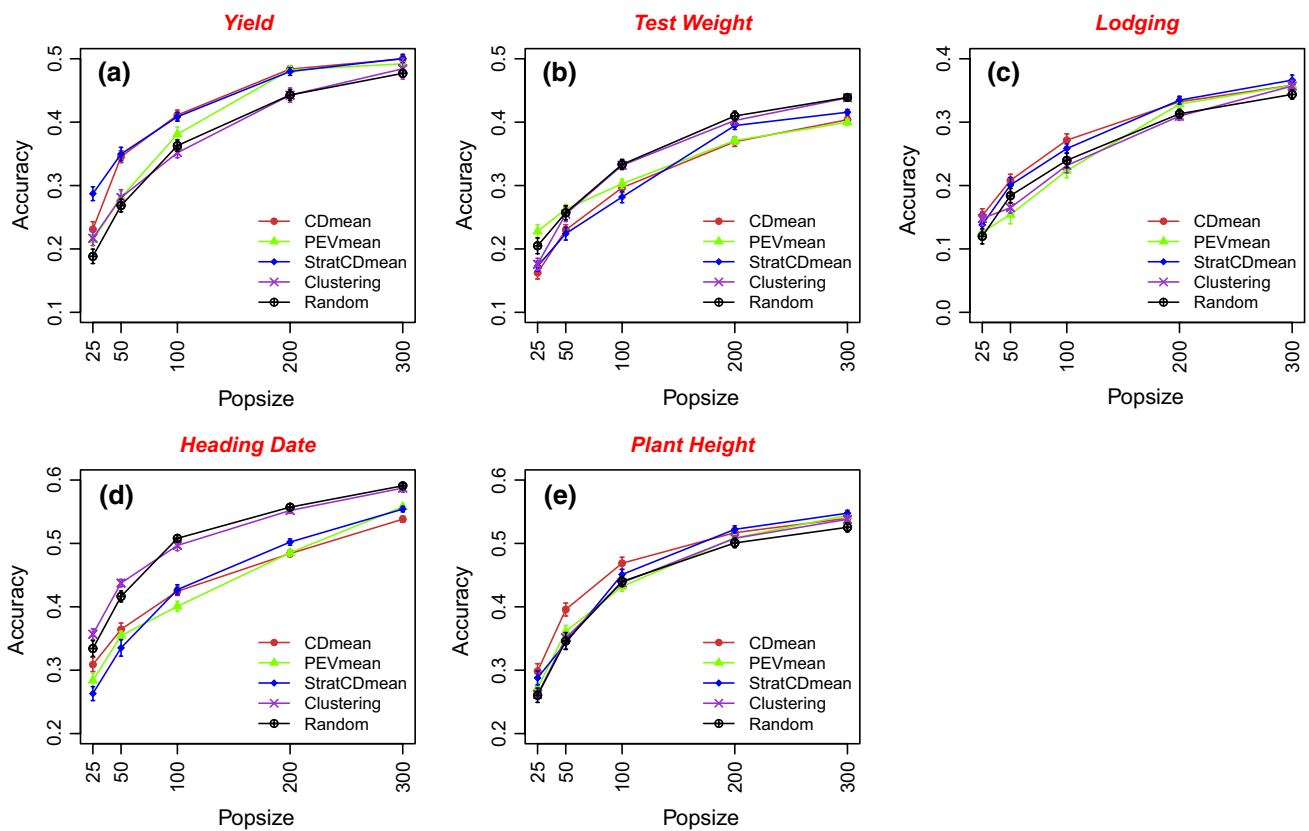 Yield
(a)
Accuracy
0.5
0.4
0.3
0.2
0.1
CDmean
PEVmean
StratCDmean
Clustering
Random
25
50
100
200
300
Popsize
Test Weight
(b)
Accuracy
0.5
0.4
0.3
0.2
0.1
CDmean
PEVmean
StratCDmean
Clustering
Random
25
50
100
200
300
Popsize
Lodging
(c)
Accuracy
0.4
0.3
0.2
0.1
0.0
CDmean
PEVmean
StratCDmean
Clustering
Random
25
50
100
200
300
Popsize
Heading Date
(d)
Accuracy
0.6
0.5
0.4
0.3
0.2
CDmean
PEVmean
StratCDmean
Clustering
Random
25
50
100
200
300
Popsize
Plant Height
(e)
Accuracy
0.6
0.5
0.4
0.3
0.2
CDmean
PEVmean
StratCDmean
Clustering
Random
25
50
100
200
300
Popsize